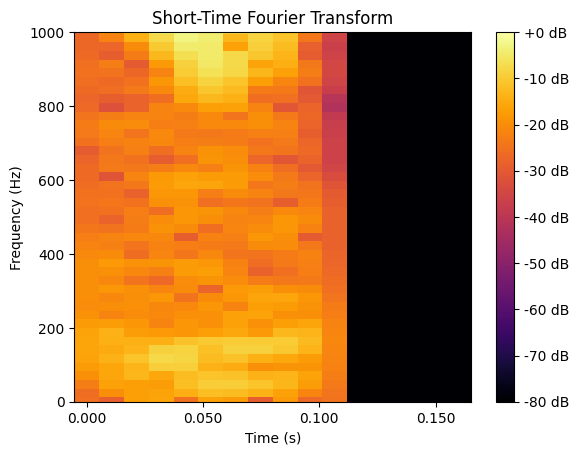 Short-Time Fourier Transform
Frequency (Hz)
1000
800
600
400
200
0
0.000 0.050 0.100 0.150
Time (s)
+0 dB
-10 dB
-20 dB
-30 dB
-40 dB
-50 dB
-60 dB
-70 dB
-80 dB